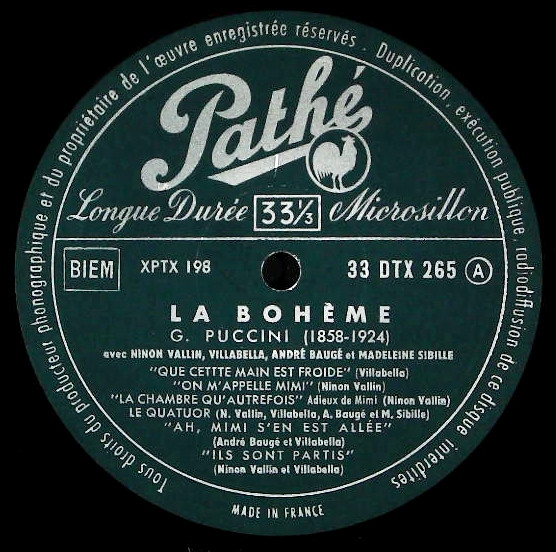 Tous droits du producteur phonographique et du propriétaire de l'œuvre enregistrée réservés. Duplication, exécution publique, radiodiffusion de ce disque interdites
Pathé
Longue Durée 33⅓ Microsillon
BIEM XPTX 198 33 DTX 265 A
LA BOHÈME
G. PUCCINI (1858-1924)
avec NINON VALLIN, VILLABELLA, ANDRÉ BAUGÉ et MADELEINE SIBILLE
"QUE CETTTE MAIN EST FROIDE" (Villabella)
"ON M'APPELLE MIMI" (Ninon Vallin)
"LA CHAMBRE QU'AUTREFOIS" Adieux de Mimi (Ninon Vallin)
LE QUATUOR (N. Vallin, Villabella, A. Baugé et M. Sibille)
"AH, MIMI S'EN EST ALLÉE"
(André Baugé et Villabella)
"ILS SONT PARTIS"
(Ninon Vallin et Villabella)
MADE IN FRANCE